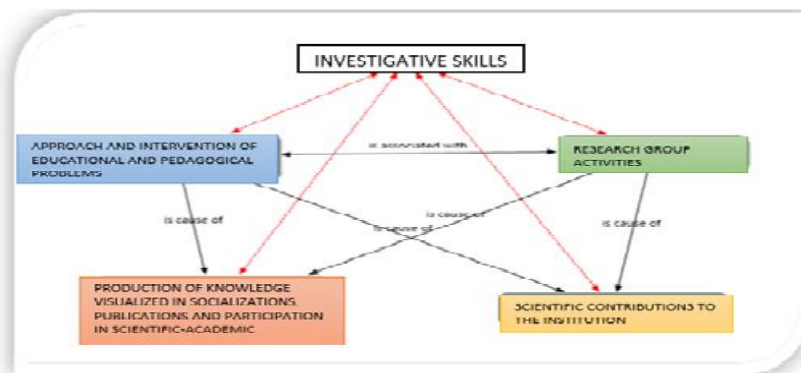 INVESTIGATIVE SKILLS
APPROACH AND INTERVENTION OF
EDUCATIONAL AND PEDAGOGICAL
PROBLEMS
is associated with
RESEARCH GROUP
ACTIVITIES
is cause of
is cause of
is cause of
is cause of
PRODUCTION OF KNOWLEDGE
VISUALIZED IN SOCIALIZATIONS,
PUBLICATIONS AND PARTICIPATION
IN SCIENTIFIC-ACADEMIC
SCIENTIFIC CONTRIBUTIONS TO
THE INSTITUTION